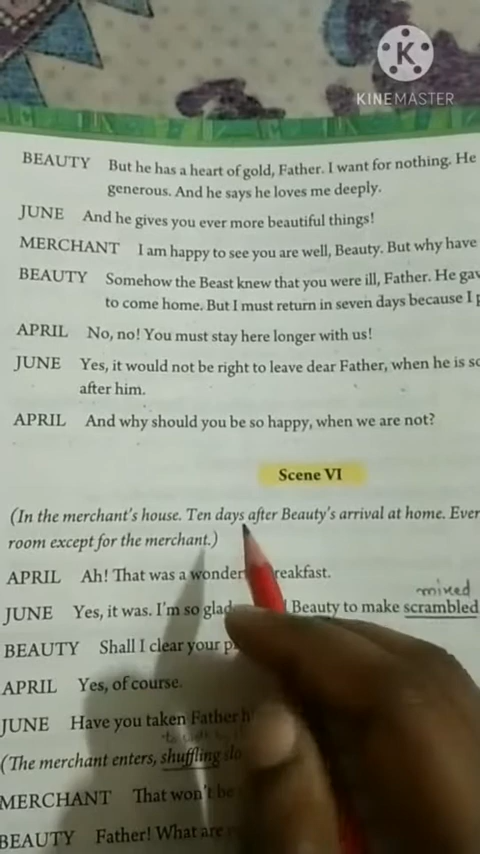 K
KINEMASTER
BEAUTY But he has a heart of gold, Father. I want for nothing. He
generous. And he says he loves me deeply.
JUNE And he gives you ever more beautiful things!
MERCHANT I am happy to see you are well, Beauty. But why have
BEAUTY Somehow the Beast knew that you were ill, Father. He
to come home. But I must return in seven days because I
APRIL No, no! You must stay here longer with us!
JUNE Yes, it would not be right to leave dear Father, when he is
after him.
APRIL And why should you be so happy, when we are not?
Scene VI
(In the merchant's house. Ten days after Beauty's arrival at home.
room except for the merchant.)
APRIL Ah! That was a
mixed
JUNE Yes, it was. I'm so Beauty to make scrambled
BEAUTY Shall I clear your
APRIL Yes, of course.
JUNE Have you taken Father
(The merchant enters, shuffling
MERCHANT That won't be
BEAUTY Father! What are